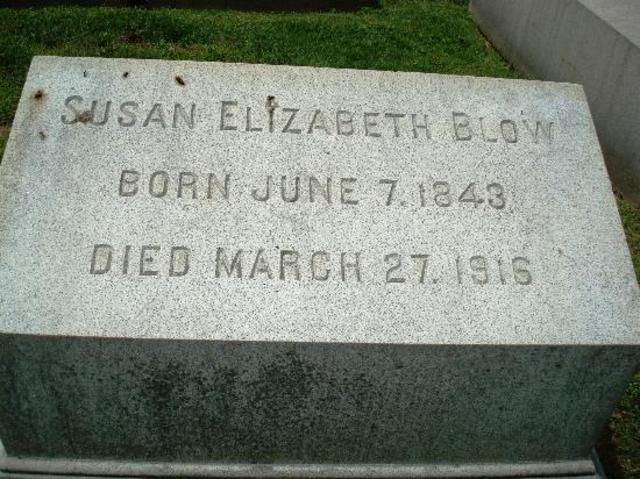 SUSAN ELIZABETH BLOW
BORN JUNE 7. 1843
DIED MARCH 27. 1916